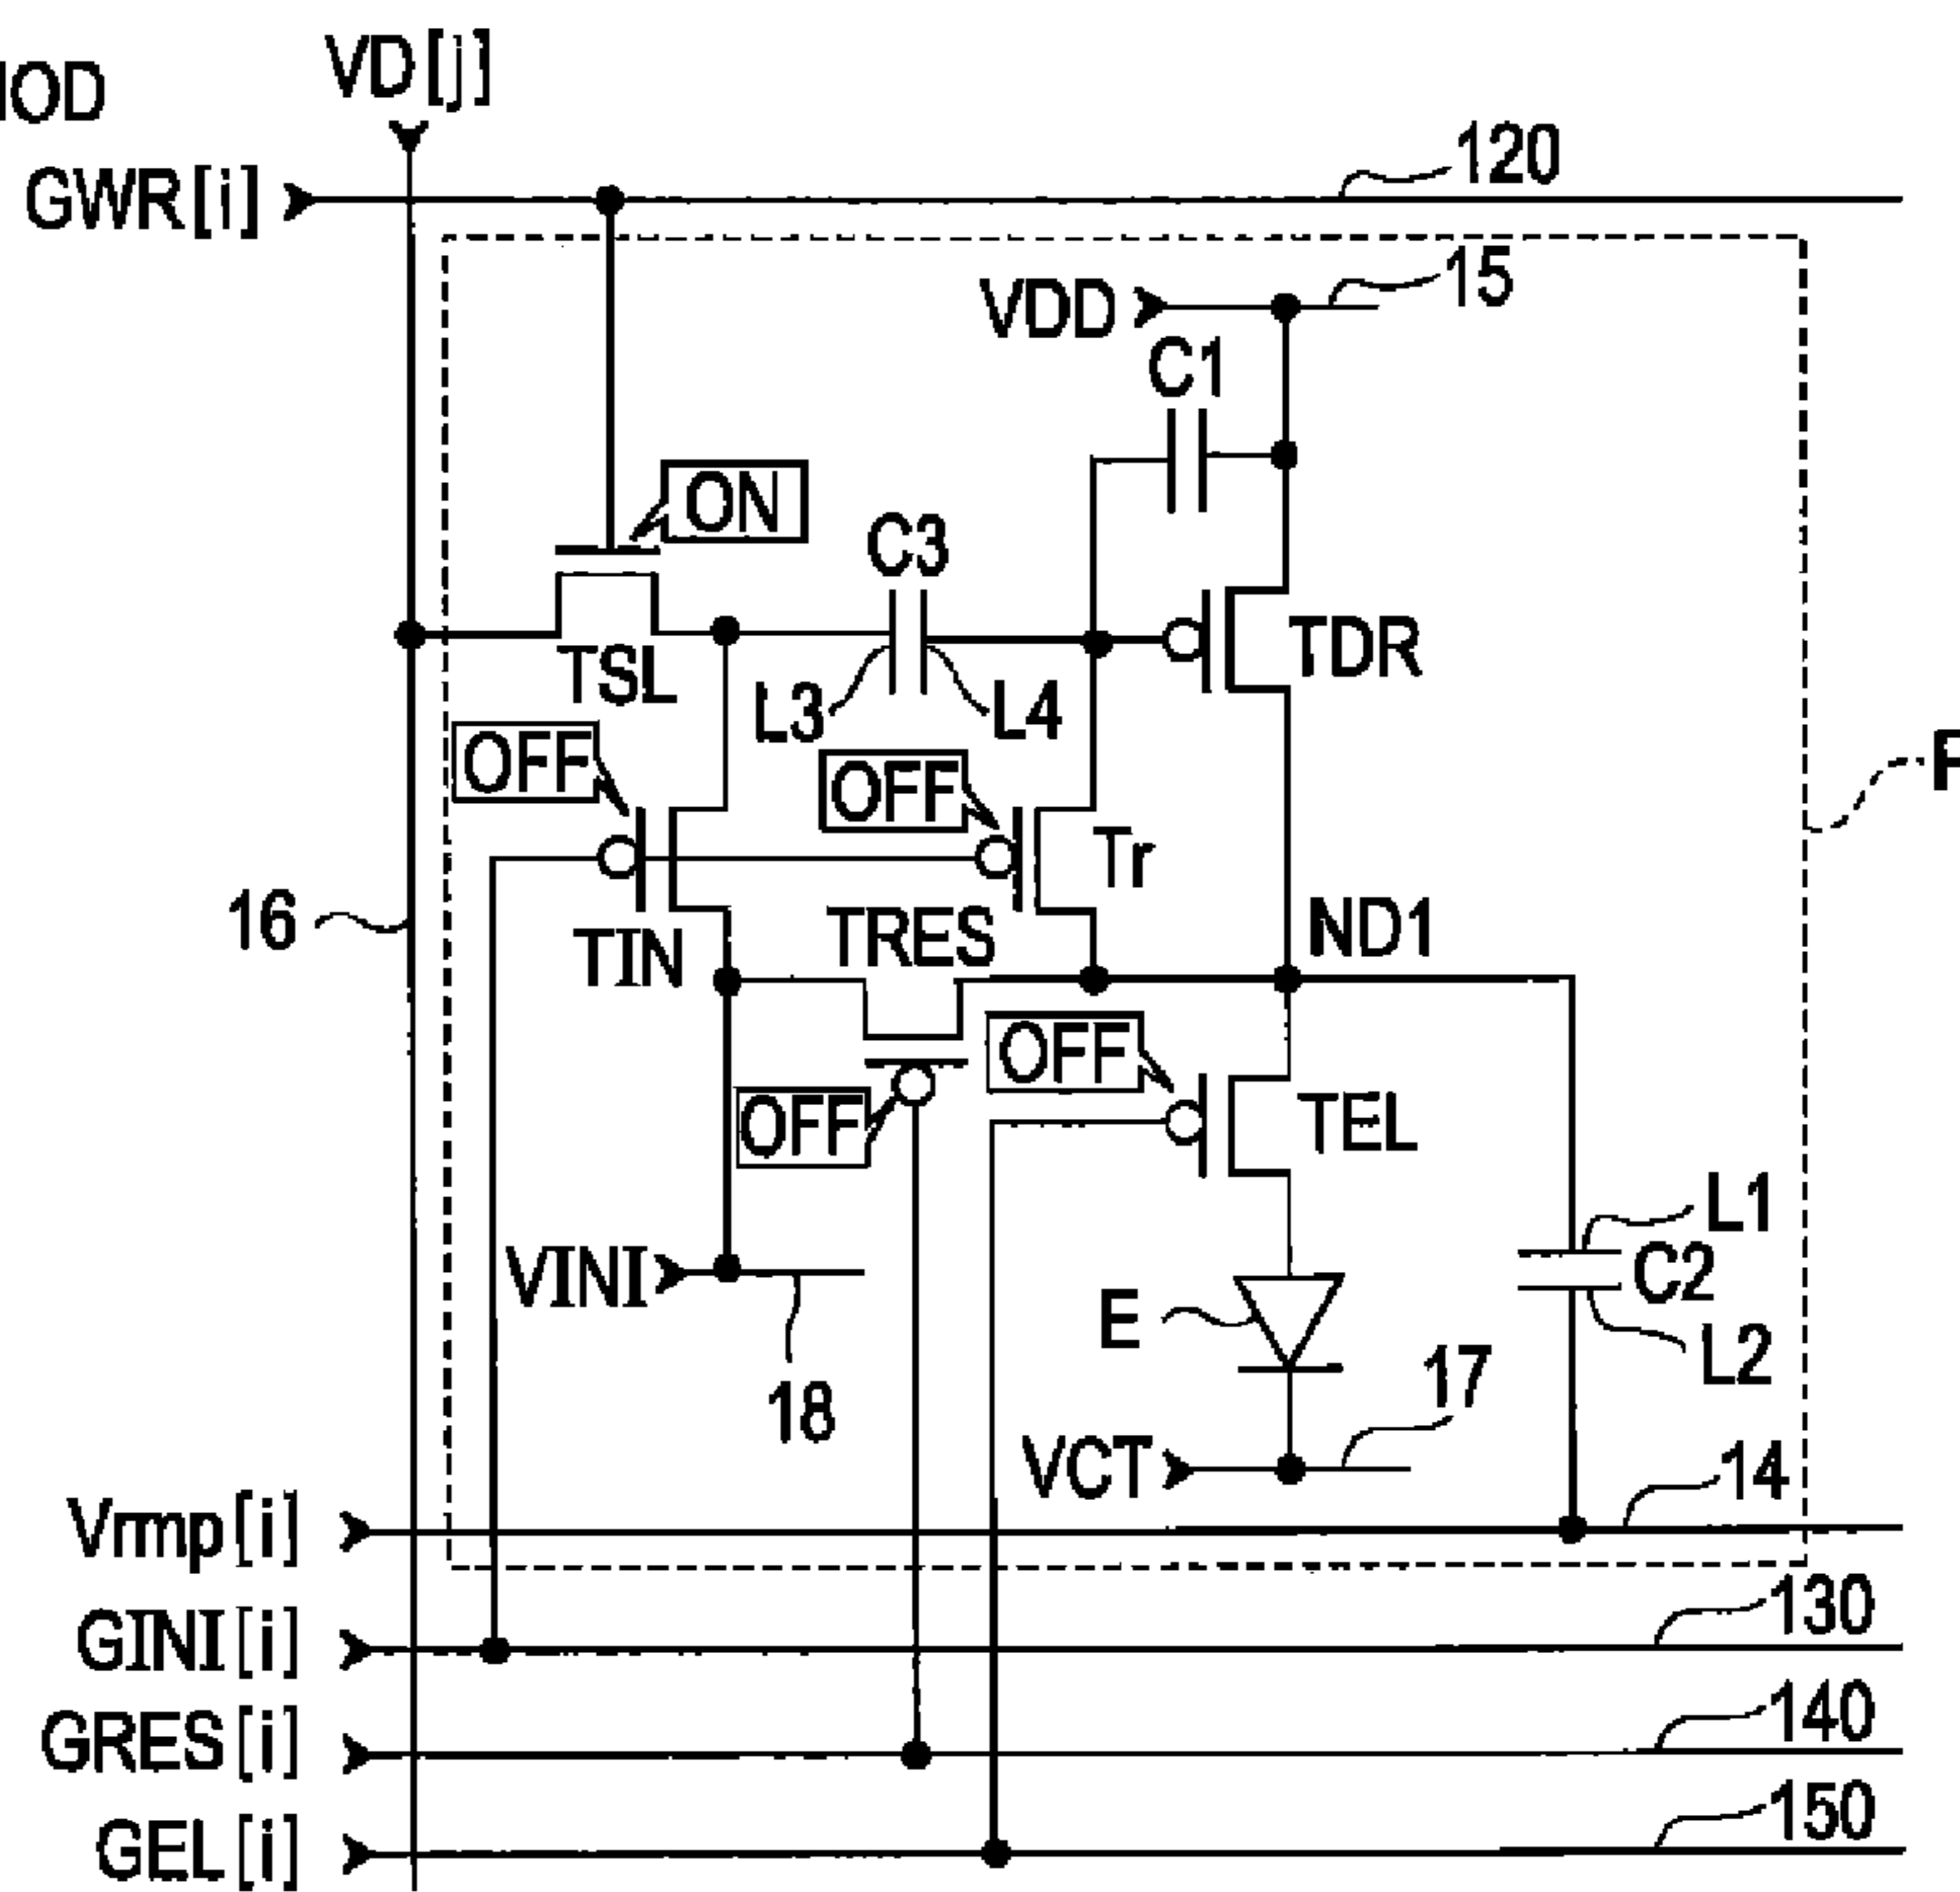 IOD
VD[j]
GWR[i]
120
VDD
15
C1
ON
C3
TDR
TSL
L3
L4
OFF
OFF
Tr
P
16
TIN
TRES
ND1
OFF
TEL
OFF
L1
C2
VINI
E
L2
18
17
VCT
14
Vrmp[i]
130
GINI[i]
140
GRES[i]
150
GEL[i]